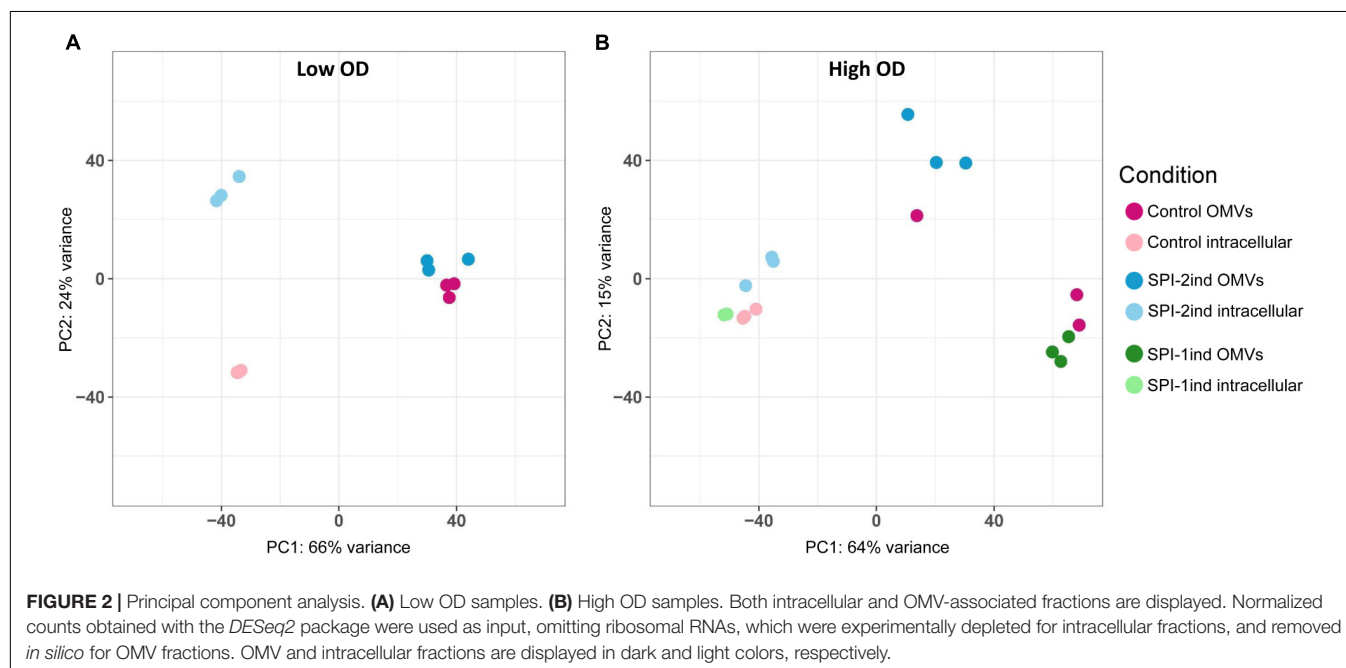 A
Low OD
40
0
−40
PC2: 24% variance
−40
0
40
PC1: 66% variance
B
High OD
40
0
−40
PC2: 15% variance
−40
0
40
PC1: 64% variance
Condition
Control OMVs
Control intracellular
SPI-2ind OMVs
SPI-2ind intracellular
SPI-1ind OMVs
SPI-1ind intracellular
FIGURE 2 | Principal component analysis. (A) Low OD samples. (B) High OD samples. Both intracellular and OMV-associated fractions are displayed. Normalized
counts obtained with the DESeq2 package were used as input, omitting ribosomal RNAs, which were experimentally depleted for intracellular fractions, and removed
in silico for OMV fractions. OMV and intracellular fractions are displayed in dark and light colors, respectively.